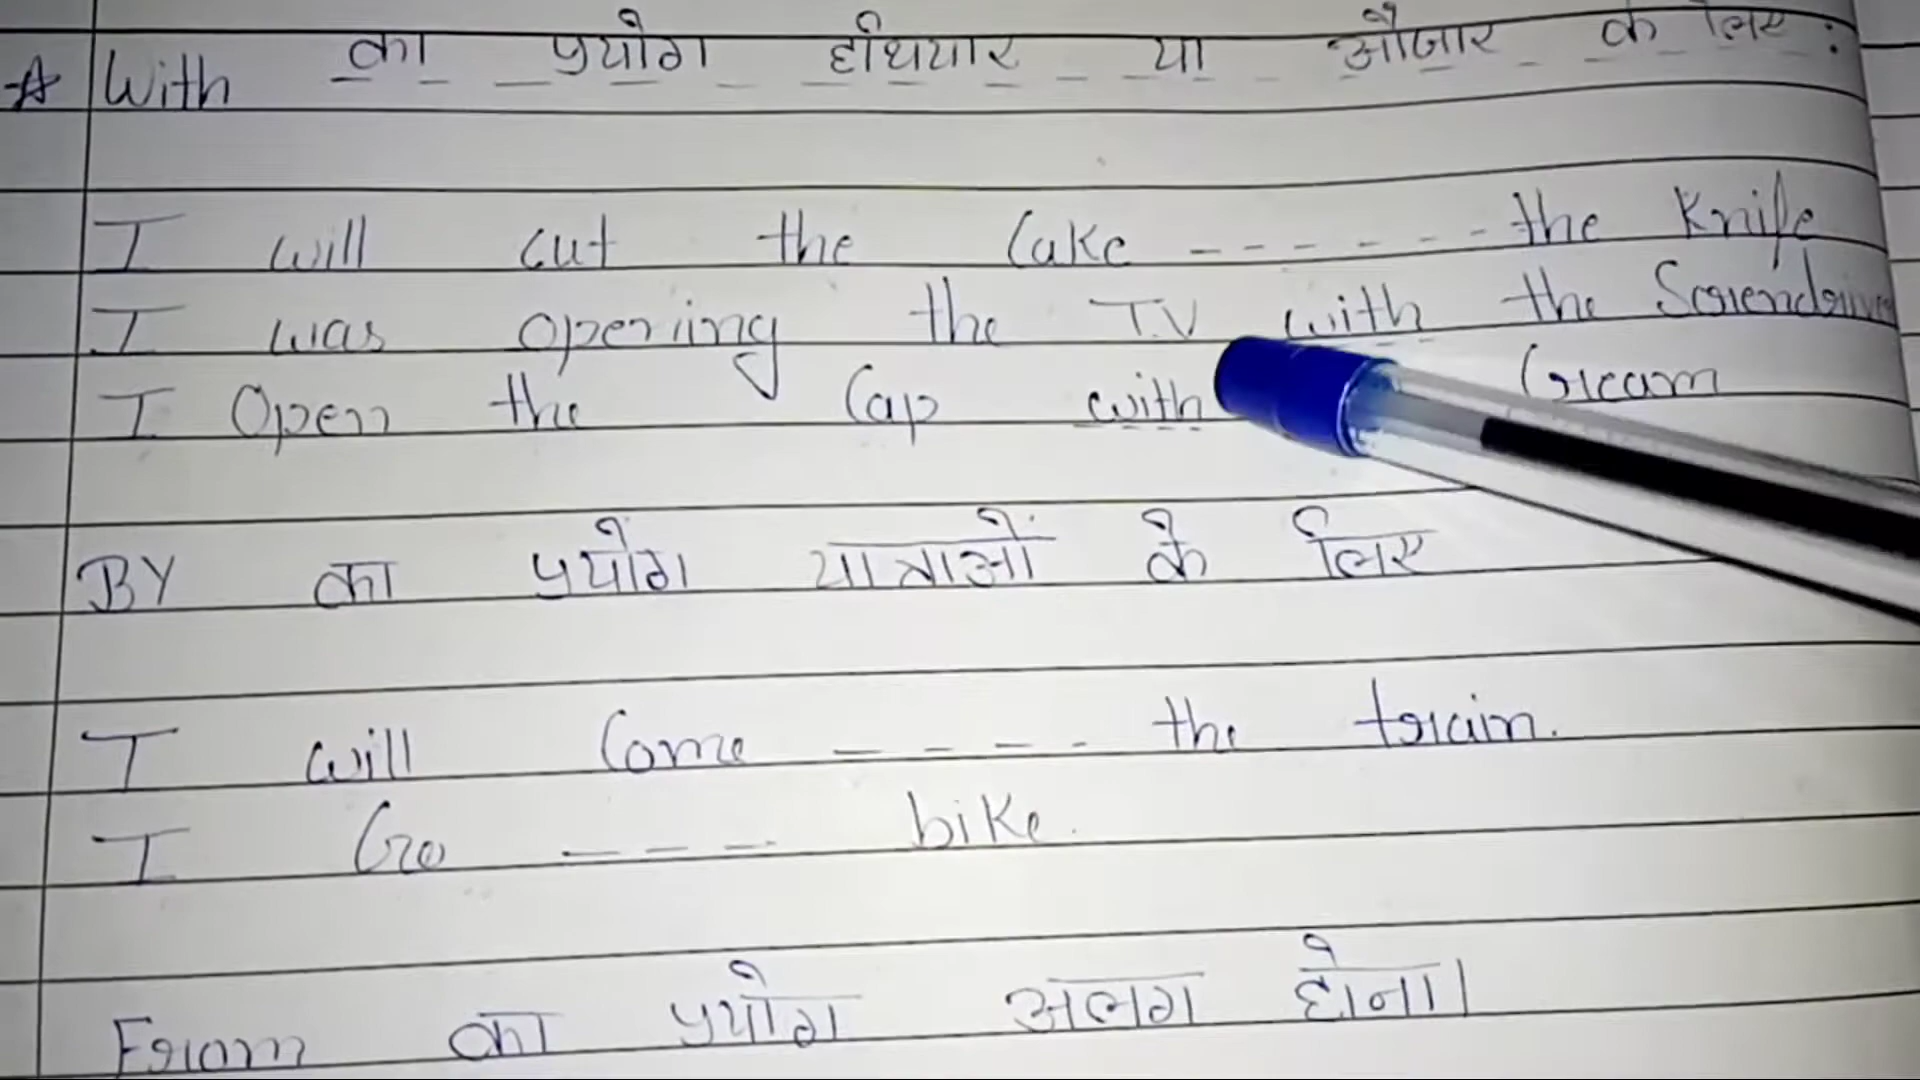 With का प्रयोग हथियार या औजार के लिए :
I will cut the Cake ------- the Knife
I was opening the T.V with the
I Open the Cap with Cream
BY का प्रयोग यात्राओं के लिए
I will Come ---- the train.
I Go ---- bike.
From का प्रयोग अलग होना।